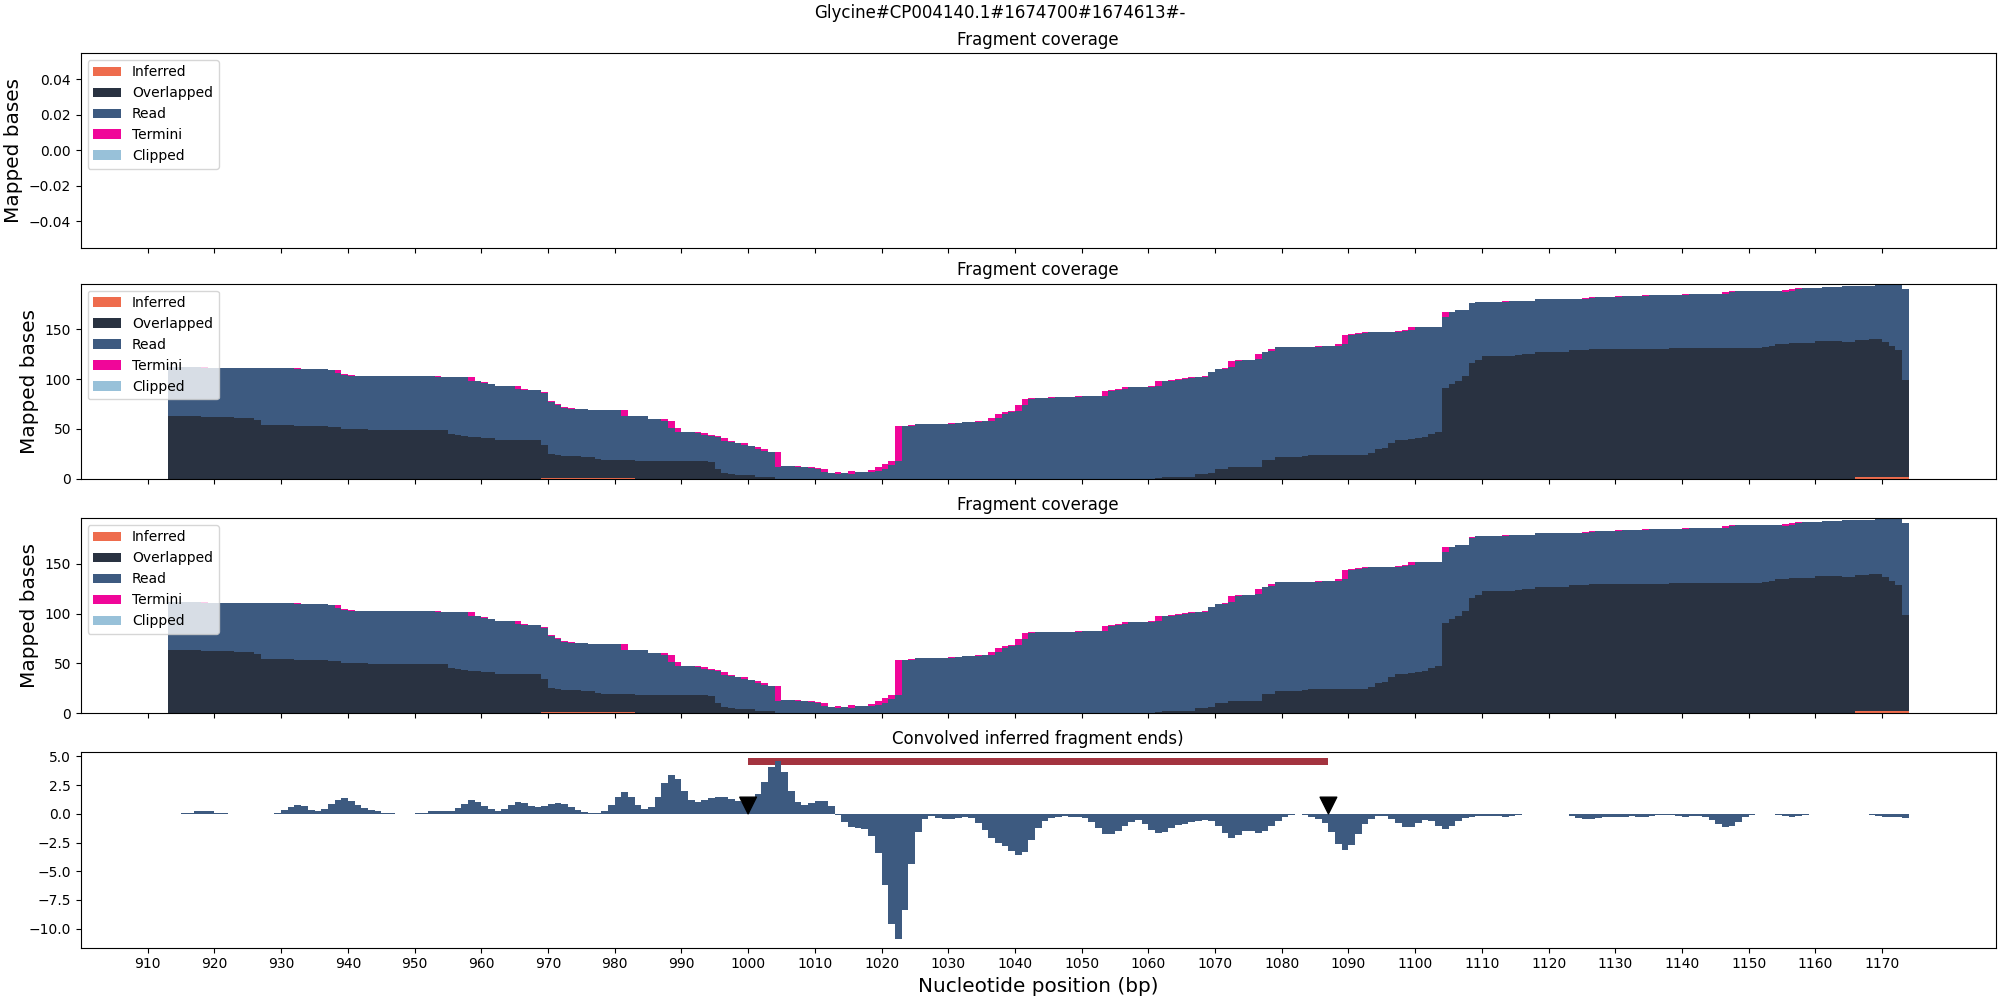 Glycine#CP004140.1#1674700#1674613#-
Fragment coverage
Mapped bases
0.04
0.02
0.00
−0.02
−0.04
Inferred
Overlapped
Read
Termini
Clipped
Fragment coverage
Mapped bases
150
100
50
0
Inferred
Overlapped
Read
Termini
Clipped
Fragment coverage
Mapped bases
150
100
50
0
Inferred
Overlapped
Read
Termini
Clipped
Convolved inferred fragment ends)
5.0
2.5
0.0
−2.5
−5.0
−7.5
−10.0
910 920 930 940 950 960 970 980 990 1000 1010 1020 1030 1040 1050 1060 1070 1080 1090 1100 1110 1120 1130 1140 1150 1160 1170
Nucleotide position (bp)